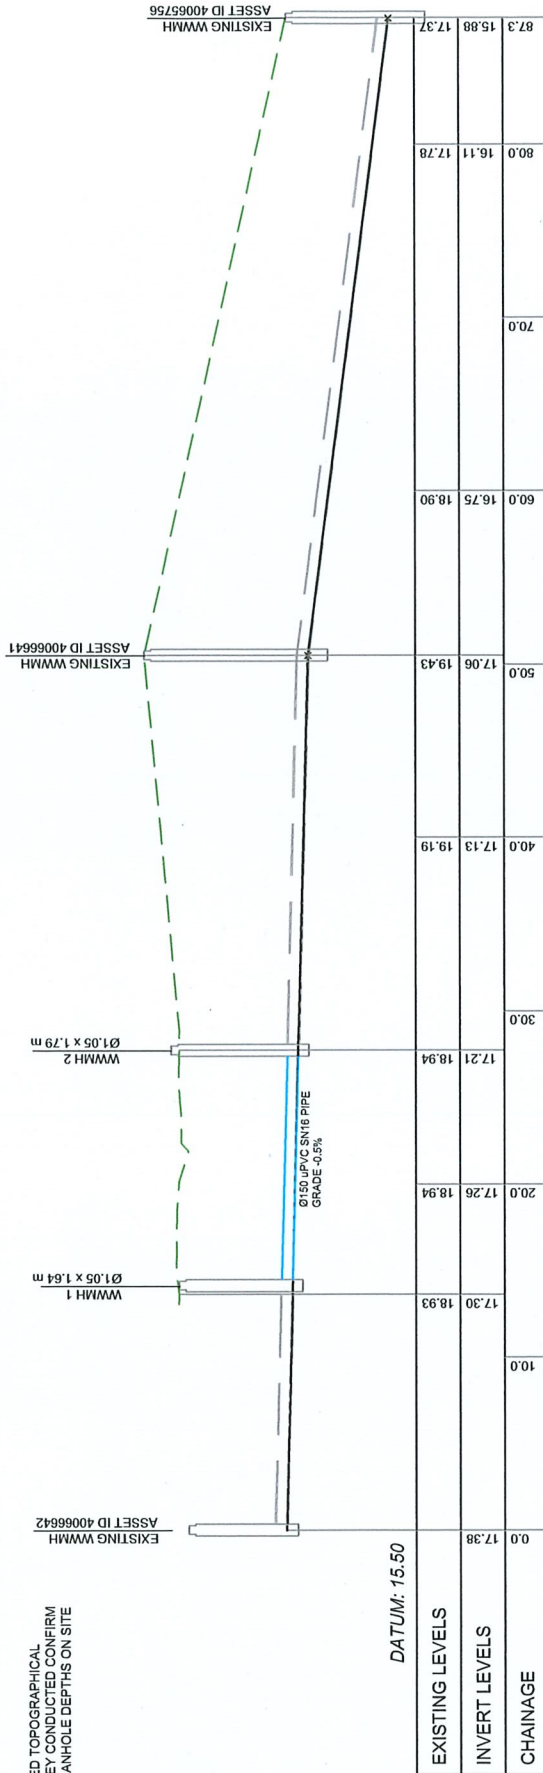 ED TOPOGRAPHICAL
EY CONDUCTED CONFIRM
ANHOLE DEPTHS ON SITE
EXISTING WWMH
ASSET ID 40066642
WWMH 1
Ø1.05 x 1.64 m
WWMH 2
Ø1.05 x 1.79 m
EXISTING WWMH
ASSET ID 40066641
EXISTING WWMH
ASSET ID 40065756
Ø150 uPVC SN16 PIPE
GRADE -0.5%
DATUM: 15.50
EXISTING LEVELS 18.93 18.94 18.94 19.19 19.43 18.90 17.78 17.37
INVERT LEVELS 17.38 17.30 17.26 17.21 17.13 17.06 16.75 16.11 15.88
CHAINAGE 0.0 10.0 20.0 30.0 40.0 50.0 60.0 70.0 80.0 87.3